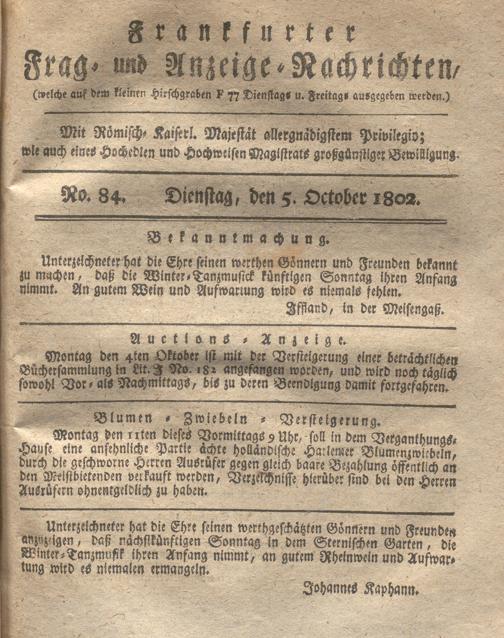 Frankfurter
Frag- und Anzeige-Nachrichten,
(welche auf dem kleinen Hirschgraben F 77 Dienstags u. Freitags ausgegeben werden.)
Mit Römisch-Kaiserl. Majestät allergnädigstem Privilegio;
wie auch eines Hochedlen und Hochweisen Magistrats großgünstiger Bewilligung.
No. 84. Dienstag, den 5. October 1802.
Bekanntmachung.
Unterzeichneter hat die Ehre seinen werthen Gönnern und Freunden bekannt
zu machen, daß die Winter-Tanzmusick künftigen Sonntag ihren Anfang
nimmt. An gutem Wein und Aufwartung wird es niemals fehlen.
Iffland, in der Meisengaß.
Auctions-Anzeige.
Montag den 4ten Oktober ist mit der Versteigerung einer beträchtlichen
Büchersammlung in Lit. J No. 182 angefangen worden, und wird noch täglich
sowohl Vor- als Nachmittags, bis zu deren Beendigung damit fortgefahren.
Blumen-Zwiebeln-Versteigerung.
Montag den 11ten dieses Vormittags 9 Uhr, soll in dem Verganthungs-
Hause eine ansehnliche Partie ächte holländische Harlemer Blumenzwiebeln,
durch die geschworne Herren Ausrüfer gegen gleich baare Bezahlung öffentlich an
den Meistbietenden verkauft werden, Verzeichnisse hierüber sind bei den Herren
Ausrüfern ohnentgeldlich zu haben.
Unterzeichneter hat die Ehre seinen werthgeschätzten Gönnern und Freunden
anzuzeigen, daß nächstkünftigen Sonntag in dem Sternischen Garten, die
Winter-Tanzmusik ihren Anfang nimmt, an gutem Rheinwein und Aufwar-
tung wird es niemalen ermangeln.
Johannes Kaphann.